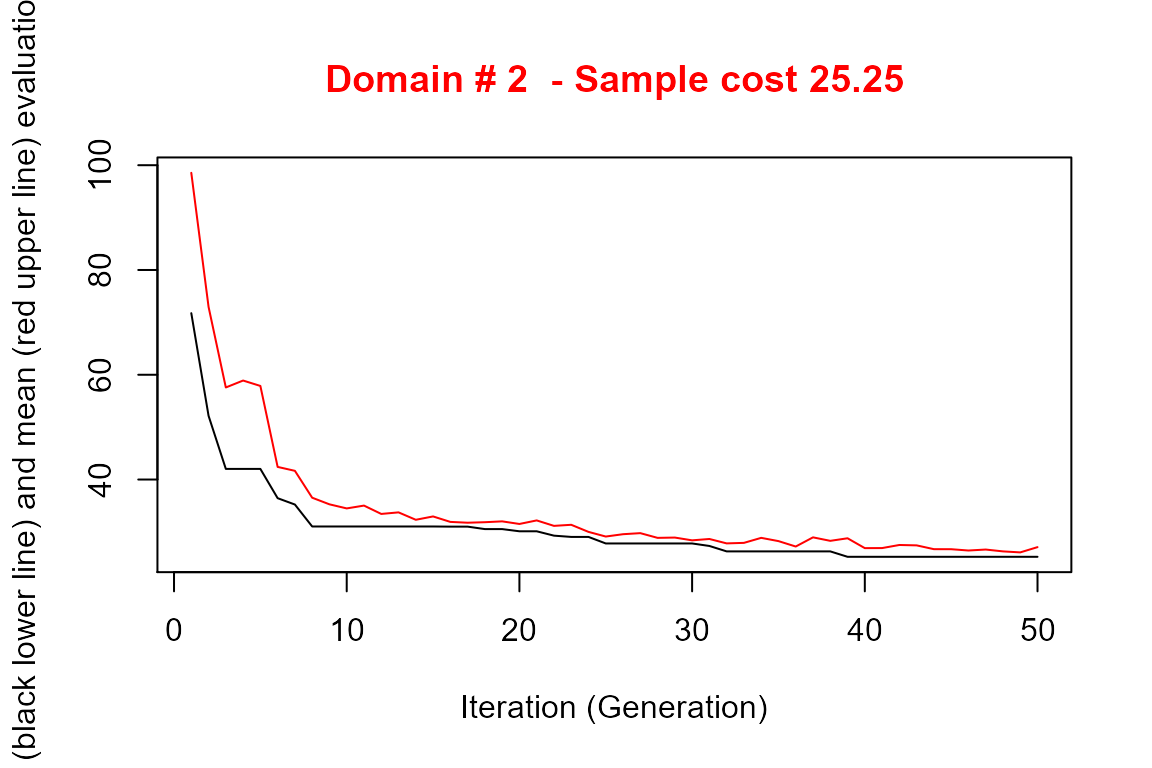 Domain # 2 - Sample cost 25.25
(black lower line) and mean (red upper line) evaluatio
100
80
60
40
0 10 20 30 40 50
Iteration (Generation)